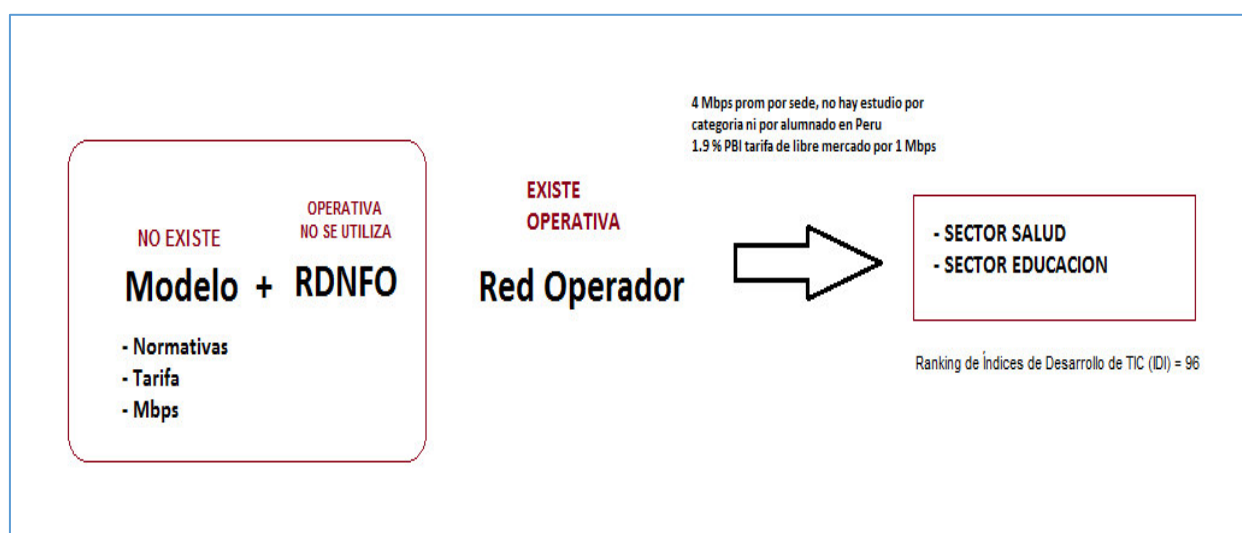 NO EXISTE
Modelo +
- Normativas
- Tarifa
- Mbps
OPERATIVA
NO SE UTILIZA
RDNFO
EXISTE
OPERATIVA
Red Operador
4 Mbps prom por sede, no hay estudio por
categoria ni por alumnado en Peru
1.9 % PBI tarifa de libre mercado por 1 Mbps
- SECTOR SALUD
- SECTOR EDUCACION
Ranking de Índices de Desarrollo de TIC (IDI) = 96